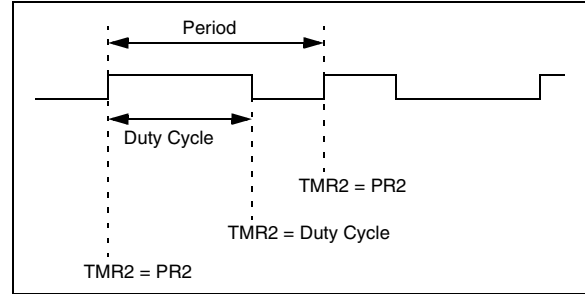 Period
Duty Cycle
TMR2 = PR2
TMR2 = Duty Cycle
TMR2 = PR2